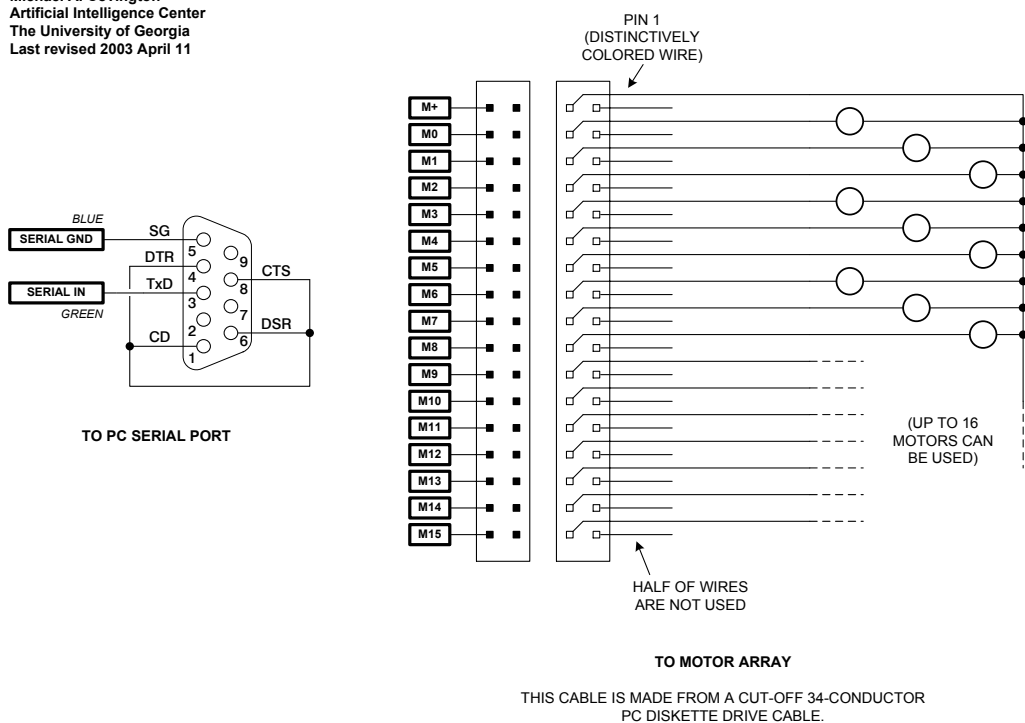 Artificial Intelligence Center
The University of Georgia
Last revised 2003 April 11
PIN 1
(DISTINCTIVELY
COLORED WIRE)
M+
M0
M1
M2
M3
M4
M5
M6
M7
M8
M9
M10
M11
M12
M13
M14
M15
BLUE
SERIAL GND
SG
5
9
DTR
4
CTS
8
SERIAL IN
TxD
3
GREEN
7
2
DSR
6
CD
1
TO PC SERIAL PORT
(UP TO 16
MOTORS CAN
BE USED)
HALF OF WIRES
ARE NOT USED
TO MOTOR ARRAY
THIS CABLE IS MADE FROM A CUT-OFF 34-CONDUCTOR
PC DISKETTE DRIVE CABLE.